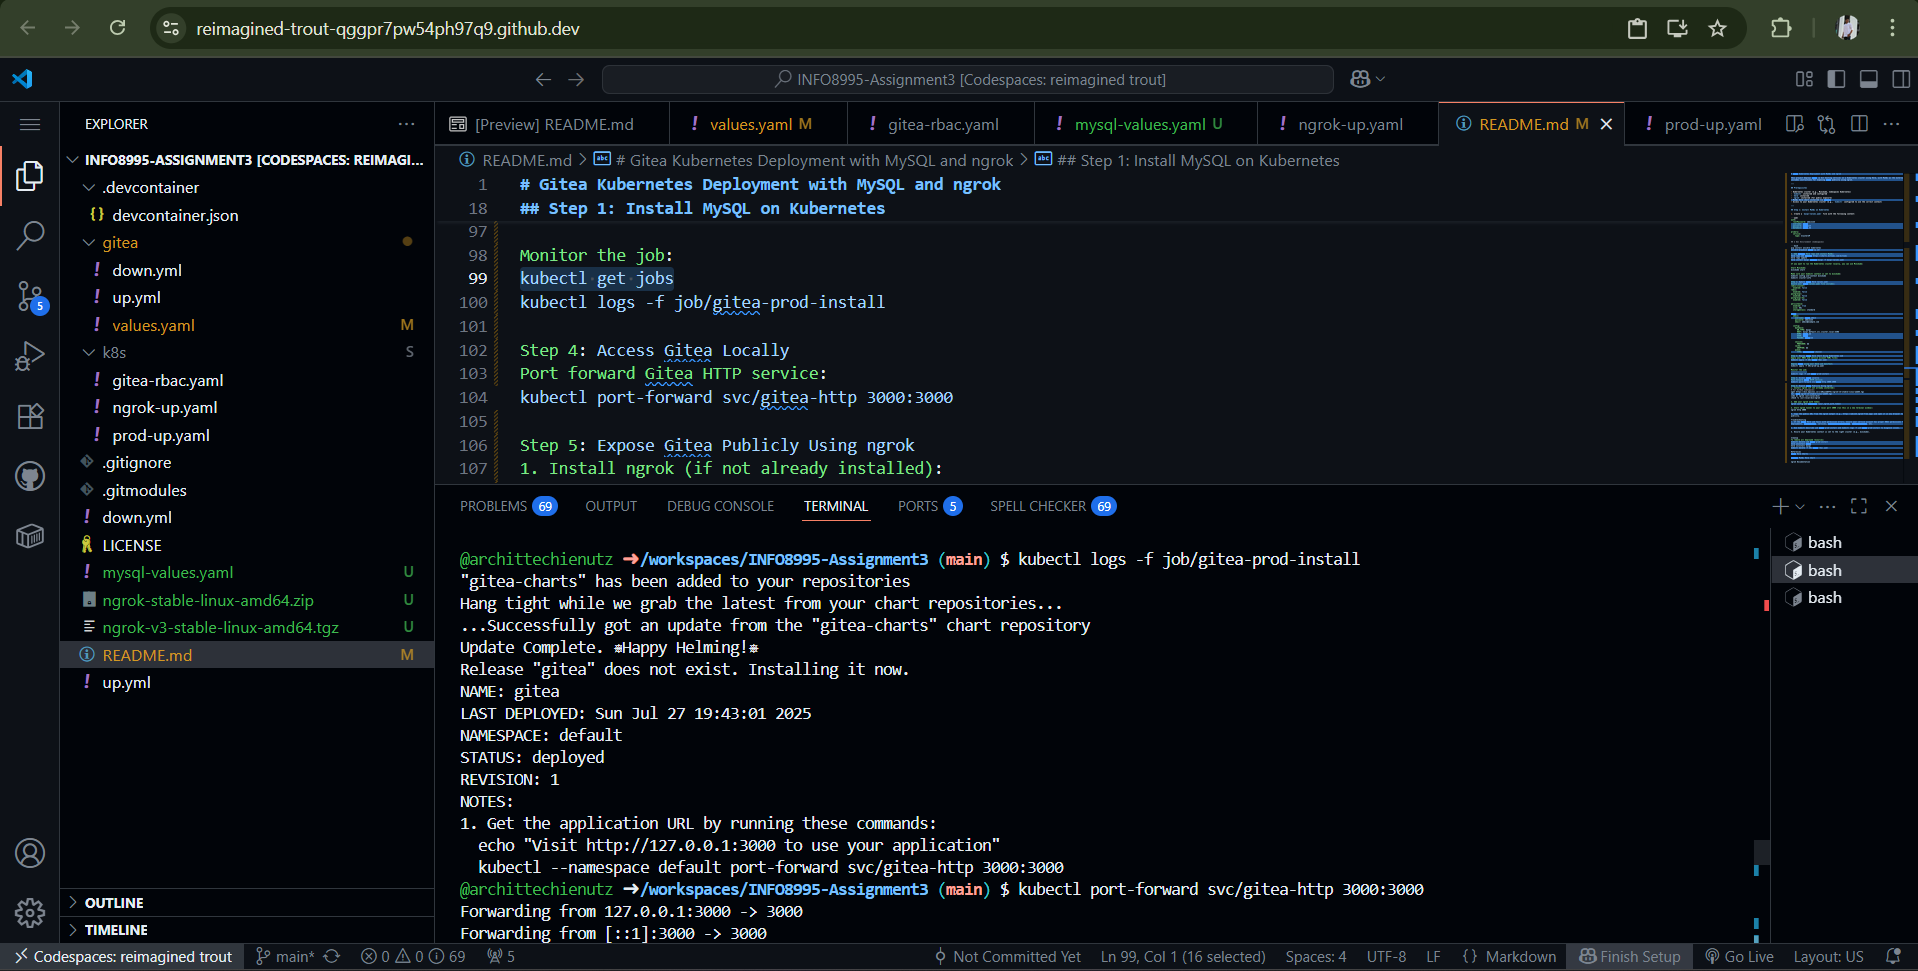 reimagined-trout-qggpr7pw54ph97q9.github.dev
INFO8995-Assignment3 [Codespaces: reimagined trout]
EXPLORER
INFO8995-ASSIGNMENT3 [CODESPACES: REIMAGI...
.devcontainer
{} devcontainer.json
gitea
! down.yml
! up.yml
! values.yaml M
k8s S
! gitea-rbac.yaml
! ngrok-up.yaml
! prod-up.yaml
.gitignore
.gitmodules
! down.yml
LICENSE
! mysql-values.yaml U
ngrok-stable-linux-amd64.zip U
ngrok-v3-stable-linux-amd64.tgz U
README.md M
! up.yml
OUTLINE
TIMELINE
5
[Preview] README.md
! values.yaml M
! gitea-rbac.yaml
! mysql-values.yaml U
! ngrok-up.yaml
README.md M
! prod-up.yaml
README.md > # Gitea Kubernetes Deployment with MySQL and ngrok > ## Step 1: Install MySQL on Kubernetes
1 # Gitea Kubernetes Deployment with MySQL and ngrok
18 ## Step 1: Install MySQL on Kubernetes
97
98 Monitor the job:
99 kubectl get jobs
100 kubectl logs -f job/gitea-prod-install
101
102 Step 4: Access Gitea Locally
103 Port forward Gitea HTTP service:
104 kubectl port-forward svc/gitea-http 3000:3000
105
106 Step 5: Expose Gitea Publicly Using ngrok
107 1. Install ngrok (if not already installed):
PROBLEMS 69 OUTPUT DEBUG CONSOLE TERMINAL PORTS 5 SPELL CHECKER 69
@archittechienutz ➜/workspaces/INFO8995-Assignment3 (main) $ kubectl logs -f job/gitea-prod-install
"gitea-charts" has been added to your repositories
Hang tight while we grab the latest from your chart repositories...
...Successfully got an update from the "gitea-charts" chart repository
Update Complete. ⎈Happy Helming!⎈
Release "gitea" does not exist. Installing it now.
NAME: gitea
LAST DEPLOYED: Sun Jul 27 19:43:01 2025
NAMESPACE: default
STATUS: deployed
REVISION: 1
NOTES:
1. Get the application URL by running these commands:
echo "Visit http://127.0.0.1:3000 to use your application"
kubectl --namespace default port-forward svc/gitea-http 3000:3000
@archittechienutz ➜/workspaces/INFO8995-Assignment3 (main) $ kubectl port-forward svc/gitea-http 3000:3000
Forwarding from 127.0.0.1:3000 -> 3000
Forwarding from [::1]:3000 -> 3000
bash
bash
bash
Codespaces: reimagined trout main* 0 0 69 5 Not Committed Yet Ln 99, Col 1 (16 selected) Spaces: 4 UTF-8 LF {} Markdown Finish Setup Go Live Layout: US